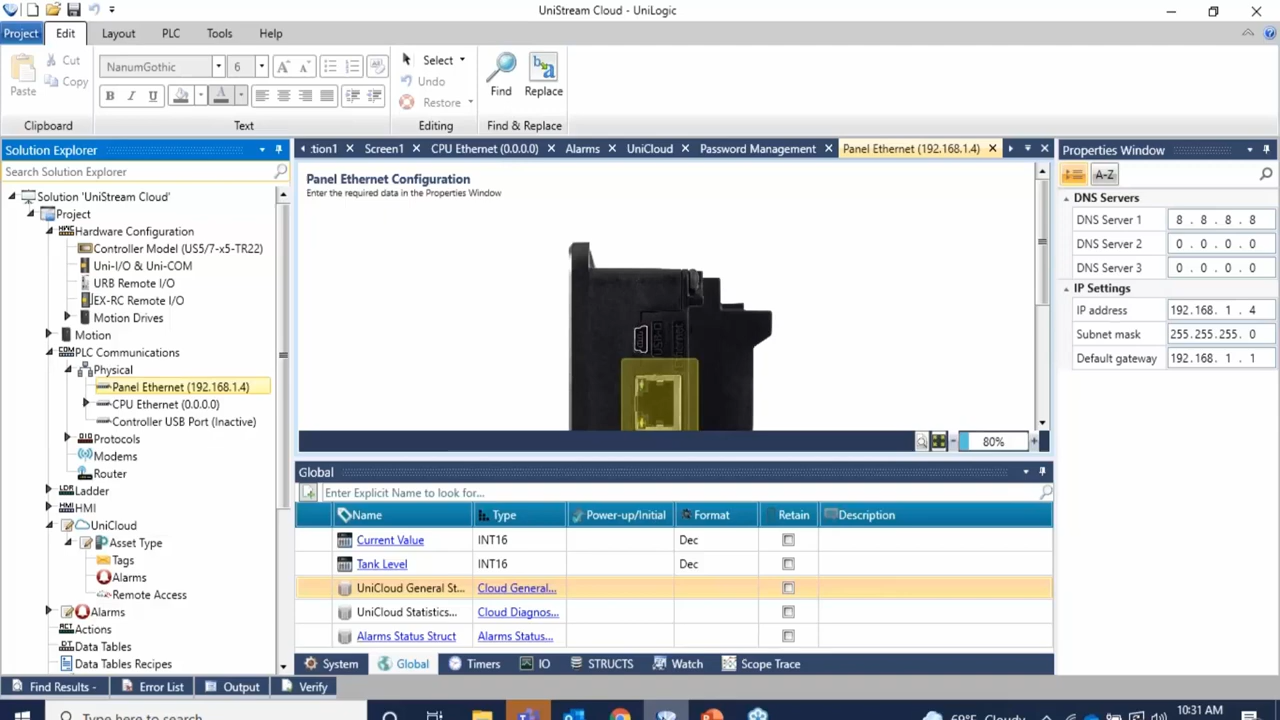 UniStream Cloud - UniLogic
Project Edit Layout PLC Tools Help
Paste Cut Copy
NanumGothic 6
B I U
Select Undo Restore
Find Replace
Clipboard Text Editing Find & Replace
Solution Explorer
Search Solution Explorer
Solution 'UniStream Cloud'
Project
Hardware Configuration
Controller Model (US5/7-x5-TR22)
Uni-I/O & Uni-COM
URB Remote I/O
EX-RC Remote I/O
Motion Drives
Motion
PLC Communications
Physical
Panel Ethernet (192.168.1.4)
CPU Ethernet (0.0.0.0)
Controller USB Port (Inactive)
Protocols
Modems
Router
Ladder
HMI
UniCloud
Asset Type
Tags
Alarms
Remote Access
Alarms
Actions
Data Tables
Data Tables Recipes
:tion1 Screen1 CPU Ethernet (0.0.0.0) Alarms UniCloud Password Management Panel Ethernet (192.168.1.4)
Panel Ethernet Configuration
Enter the required data in the Properties Window
80%
Global
Enter Explicit Name to look for...
Name Type Power-up/Initial Format Retain Description
Current Value INT16 Dec
Tank Level INT16 Dec
UniCloud General St... Cloud General...
UniCloud Statistics... Cloud Diagnos...
Alarms Status Struct Alarms Status...
System Global Timers IO STRUCTS Watch Scope Trace
Properties Window
A-Z
DNS Servers
DNS Server 1 8 . 8 . 8 . 8
DNS Server 2 0 . 0 . 0 . 0
DNS Server 3 0 . 0 . 0 . 0
IP Settings
IP address 192.168. 1 . 4
Subnet mask 255.255.255. 0
Default gateway 192.168. 1 . 1
Find Results - Error List Output Verify
Type here to search
69°F Cloudy
10:31 AM